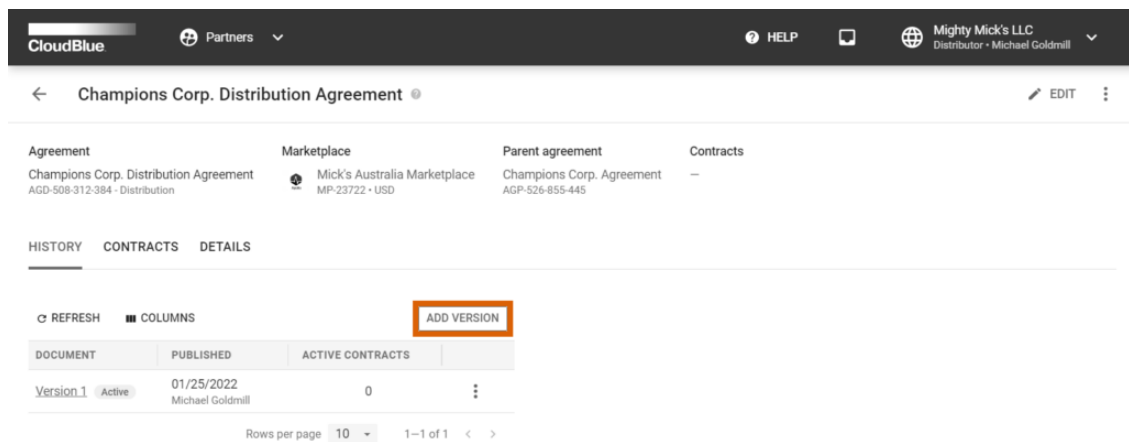 CloudBlue
Partners
HELP
Mighty Mick's LLC
Distributor • Michael Goldmill
Champions Corp. Distribution Agreement
EDIT
Agreement
Champions Corp. Distribution Agreement
AGD-508-312-384 - Distribution
Marketplace
Mick's Australia Marketplace
MP-23722 • USD
Parent agreement
Champions Corp. Agreement
AGP-526-855-445
Contracts
—
HISTORY CONTRACTS DETAILS
REFRESH COLUMNS ADD VERSION
DOCUMENT PUBLISHED ACTIVE CONTRACTS
Version 1 Active 01/25/2022 0
Michael Goldmill
Rows per page 10 1—1 of 1 < >